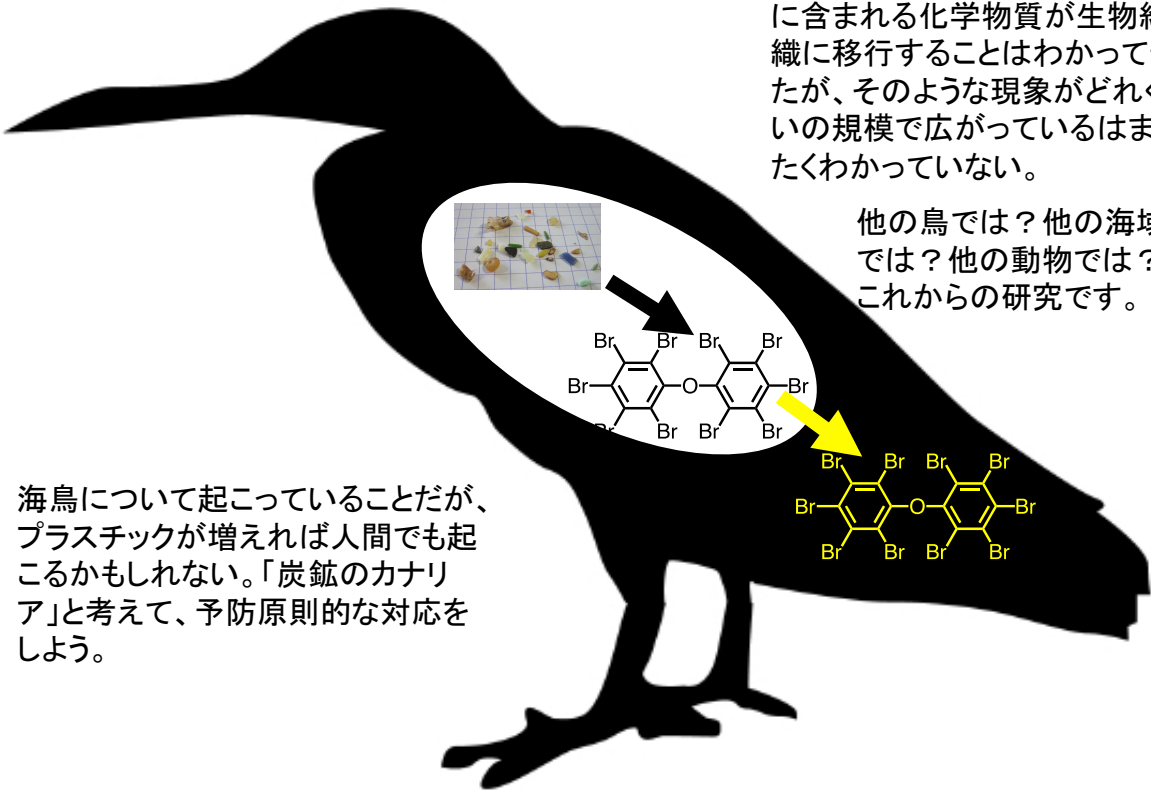 に含まれる化学物質が生物組
織に移行することはわかってき
たが、そのような現象がどれく
いの規模で広がっているはま
たくわかっていない。
他の鳥では？他の海域
では？他の動物では？
これからの研究です。
Br Br Br Br
Br O Br
Br Br Br Br
Br Br Br Br
Br O Br
Br Br Br Br
海鳥について起こっていることだが、
プラスチックが増えれば人間でも起
こるかもしれない。「炭鉱のカナリ
ア」と考えて、予防原則的な対応を
しよう。